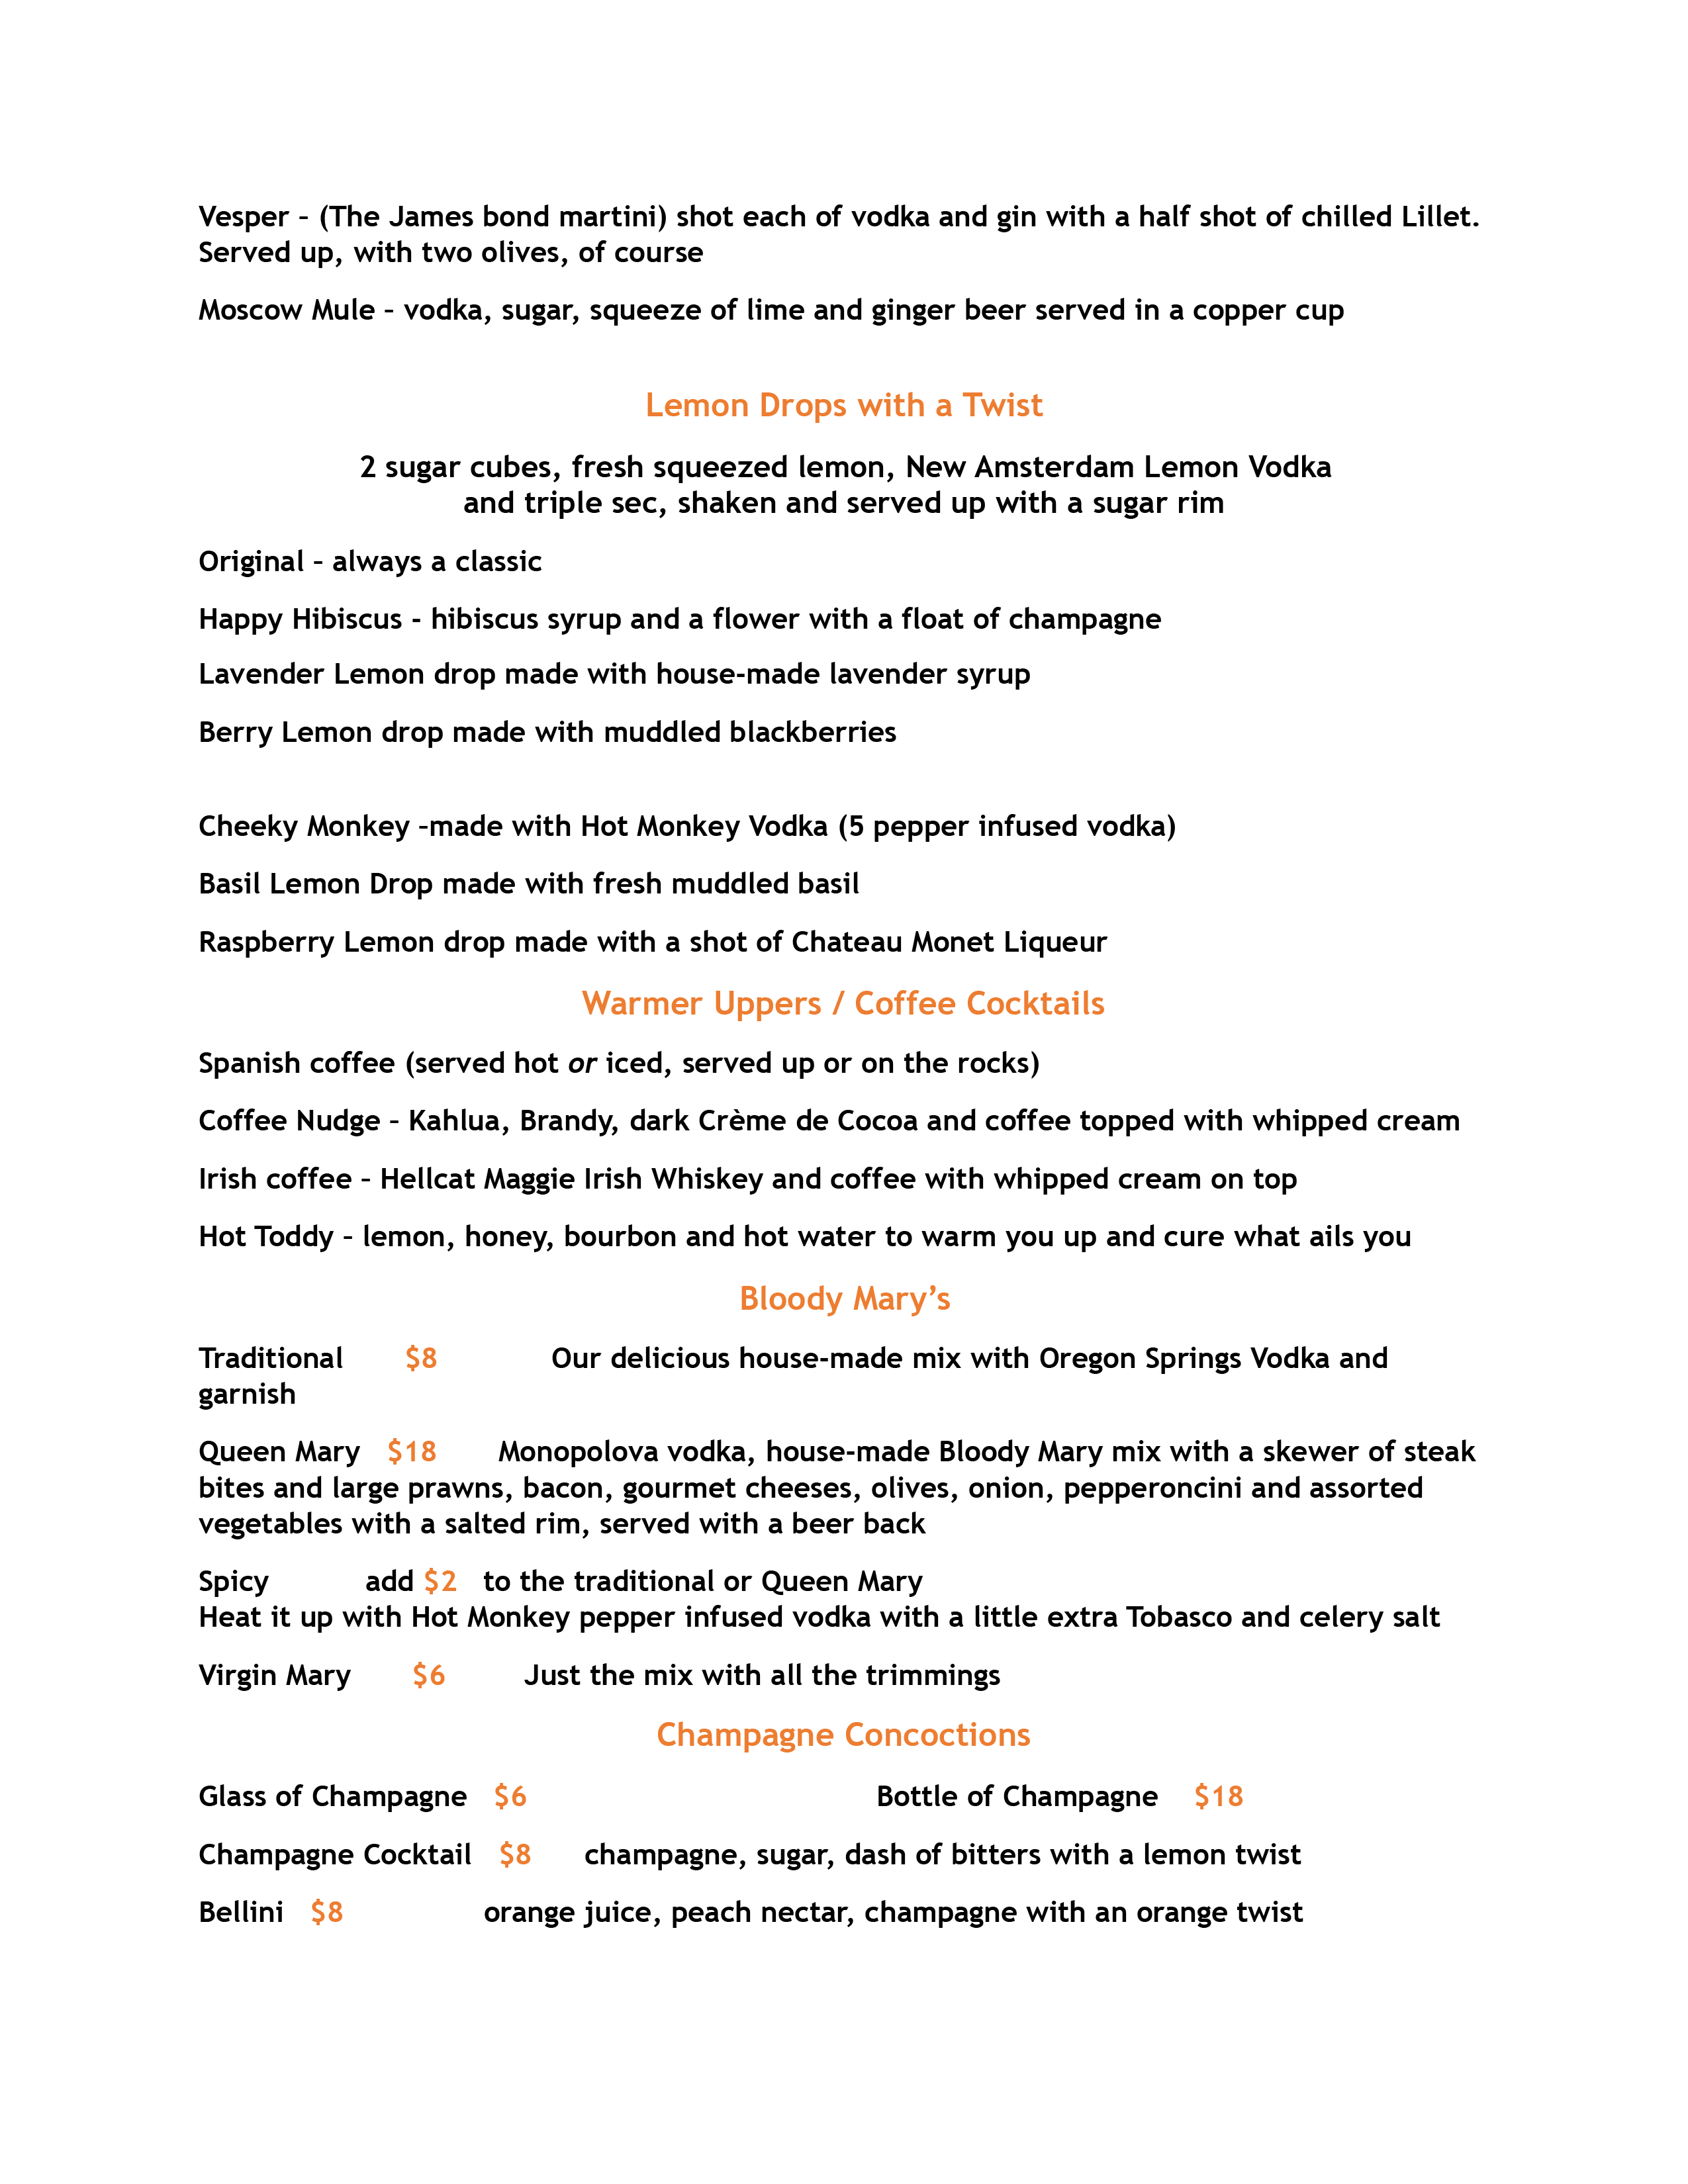 Vesper – (The James bond martini) shot each of vodka and gin with a half shot of chilled Lillet.
Served up, with two olives, of course
Moscow Mule – vodka, sugar, squeeze of lime and ginger beer served in a copper cup
Lemon Drops with a Twist
2 sugar cubes, fresh squeezed lemon, New Amsterdam Lemon Vodka
and triple sec, shaken and served up with a sugar rim
Original – always a classic
Happy Hibiscus - hibiscus syrup and a flower with a float of champagne
Lavender Lemon drop made with house-made lavender syrup
Berry Lemon drop made with muddled blackberries
Cheeky Monkey –made with Hot Monkey Vodka (5 pepper infused vodka)
Basil Lemon Drop made with fresh muddled basil
Raspberry Lemon drop made with a shot of Chateau Monet Liqueur
Warmer Uppers / Coffee Cocktails
Spanish coffee (served hot or iced, served up or on the rocks)
Coffee Nudge – Kahlua, Brandy, dark Crème de Cocoa and coffee topped with whipped cream
Irish coffee – Hellcat Maggie Irish Whiskey and coffee with whipped cream on top
Hot Toddy – lemon, honey, bourbon and hot water to warm you up and cure what ails you
Bloody Mary’s
Traditional $8 Our delicious house-made mix with Oregon Springs Vodka and
garnish
Queen Mary $18 Monopolova vodka, house-made Bloody Mary mix with a skewer of steak
bites and large prawns, bacon, gourmet cheeses, olives, onion, pepperoncini and assorted
vegetables with a salted rim, served with a beer back
Spicy add $2 to the traditional or Queen Mary
Heat it up with Hot Monkey pepper infused vodka with a little extra Tobasco and celery salt
Virgin Mary $6 Just the mix with all the trimmings
Champagne Concoctions
Glass of Champagne $6 Bottle of Champagne $18
Champagne Cocktail $8 champagne, sugar, dash of bitters with a lemon twist
Bellini $8 orange juice, peach nectar, champagne with an orange twist